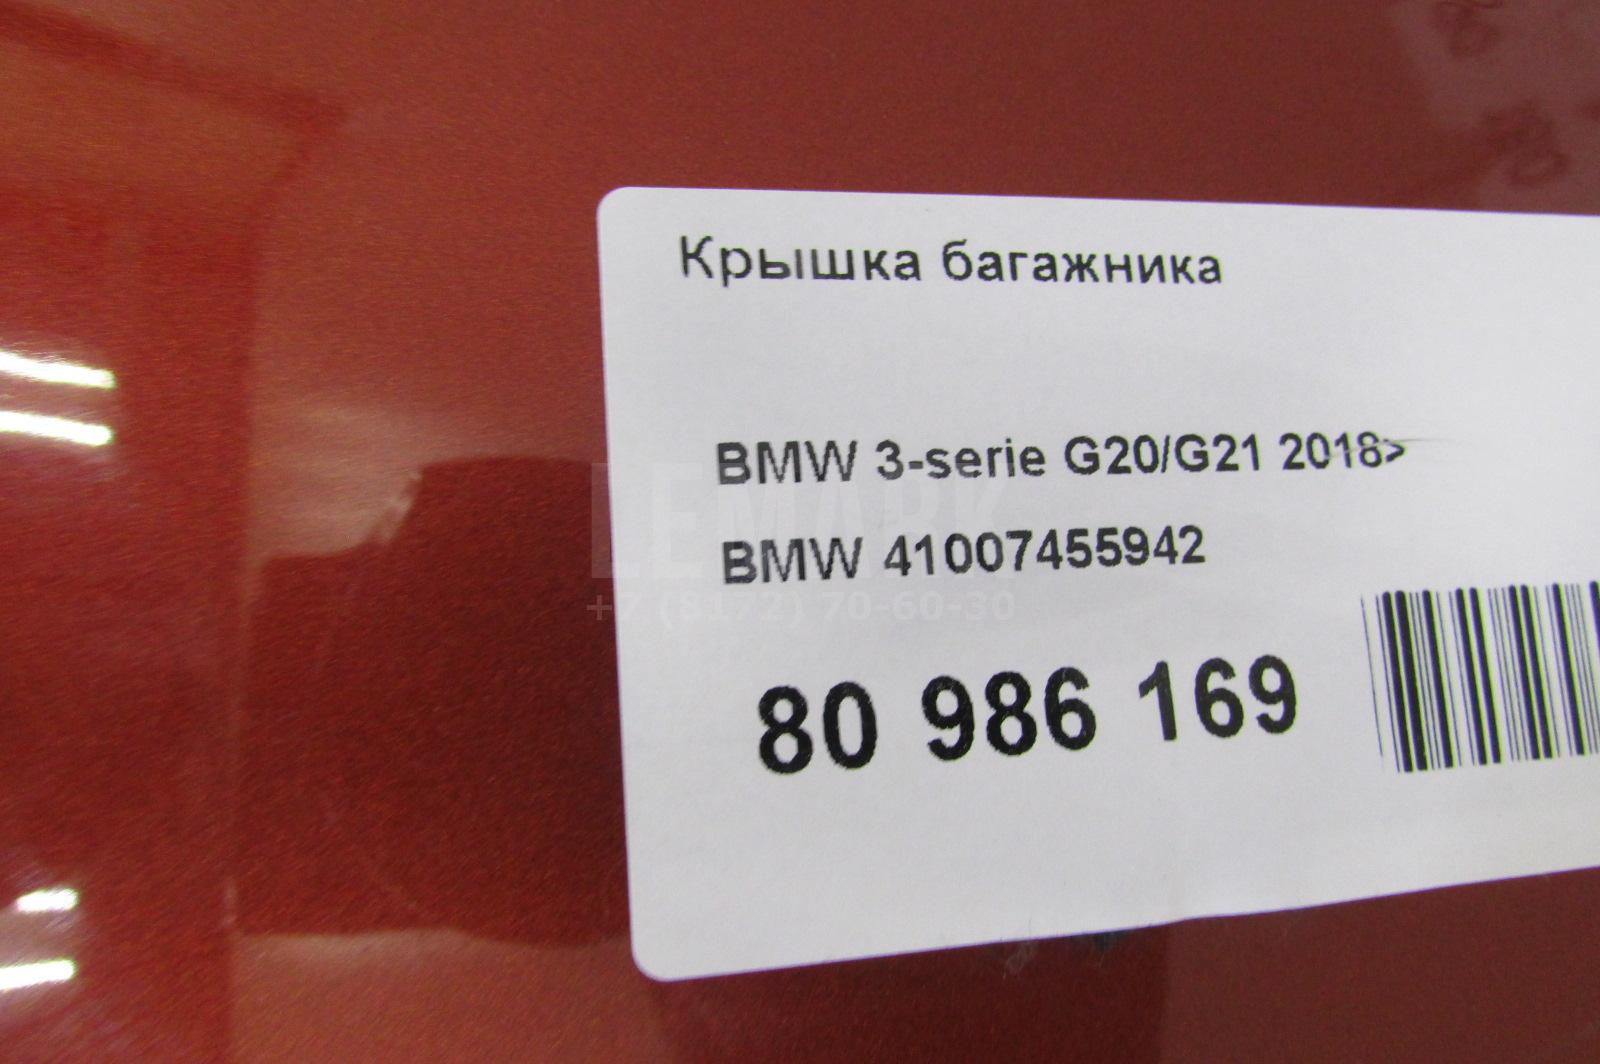 Крышка багажника
BMW 3-serie G20/G21 2018>
BMW 41007455942
LEMARK
+7 (8172) 70-60-30
80 986 169